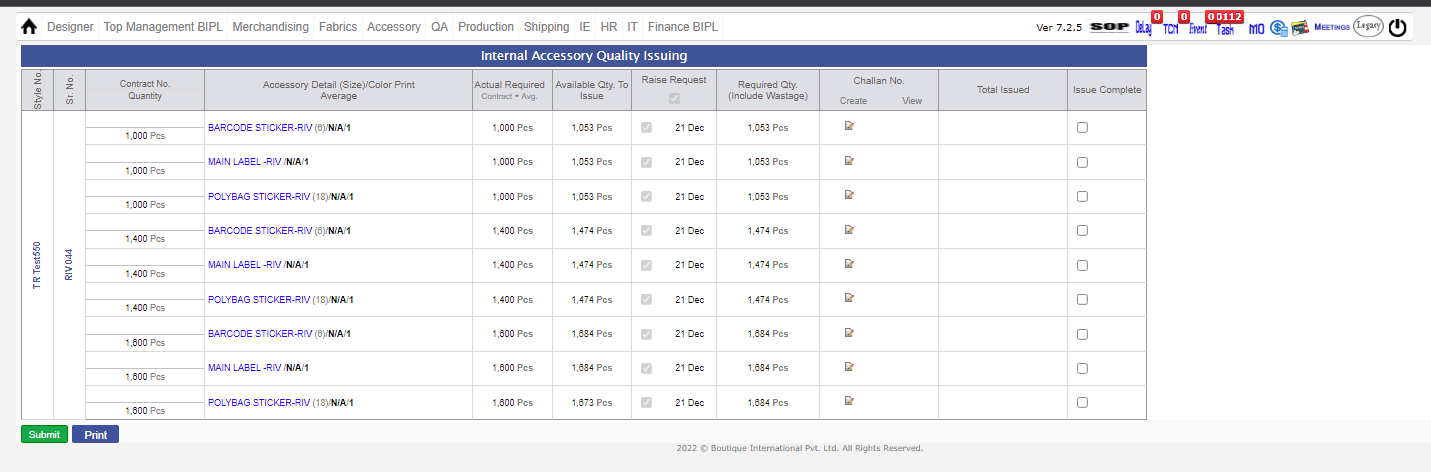 Designer Top Management BIPL Merchandising Fabrics Accessory QA Production Shipping IE HR IT Finance BIPL Ver 7.2.5 SOP Delay 0 TCN 0 Event 0 0112 Task MO MEETINGS Legacy
Internal Accessory Quality Issuing
Style No. Sr. No. Contract No. Quantity Accessory Detail (Size)/Color Print Average Actual Required Contract * Avg. Available Qty. To Issue Raise Request Required Qty. (Include Wastage) Challan No. Create View Total Issued Issue Complete
TR Test550 RIV 044
1,000 Pcs BARCODE STICKER-RIV (6)/N/A/1 1,000 Pcs 1,053 Pcs 21 Dec 1,053 Pcs
1,000 Pcs MAIN LABEL -RIV /N/A/1 1,000 Pcs 1,053 Pcs 21 Dec 1,053 Pcs
1,000 Pcs POLYBAG STICKER-RIV (18)/N/A/1 1,000 Pcs 1,053 Pcs 21 Dec 1,053 Pcs
1,400 Pcs BARCODE STICKER-RIV (6)/N/A/1 1,400 Pcs 1,474 Pcs 21 Dec 1,474 Pcs
1,400 Pcs MAIN LABEL -RIV /N/A/1 1,400 Pcs 1,474 Pcs 21 Dec 1,474 Pcs
1,400 Pcs POLYBAG STICKER-RIV (18)/N/A/1 1,400 Pcs 1,474 Pcs 21 Dec 1,474 Pcs
1,600 Pcs BARCODE STICKER-RIV (6)/N/A/1 1,600 Pcs 1,684 Pcs 21 Dec 1,684 Pcs
1,600 Pcs MAIN LABEL -RIV /N/A/1 1,600 Pcs 1,684 Pcs 21 Dec 1,684 Pcs
1,600 Pcs POLYBAG STICKER-RIV (18)/N/A/1 1,600 Pcs 1,673 Pcs 21 Dec 1,684 Pcs
Submit Print
2022 © Boutique International Pvt. Ltd. All Rights Reserved.